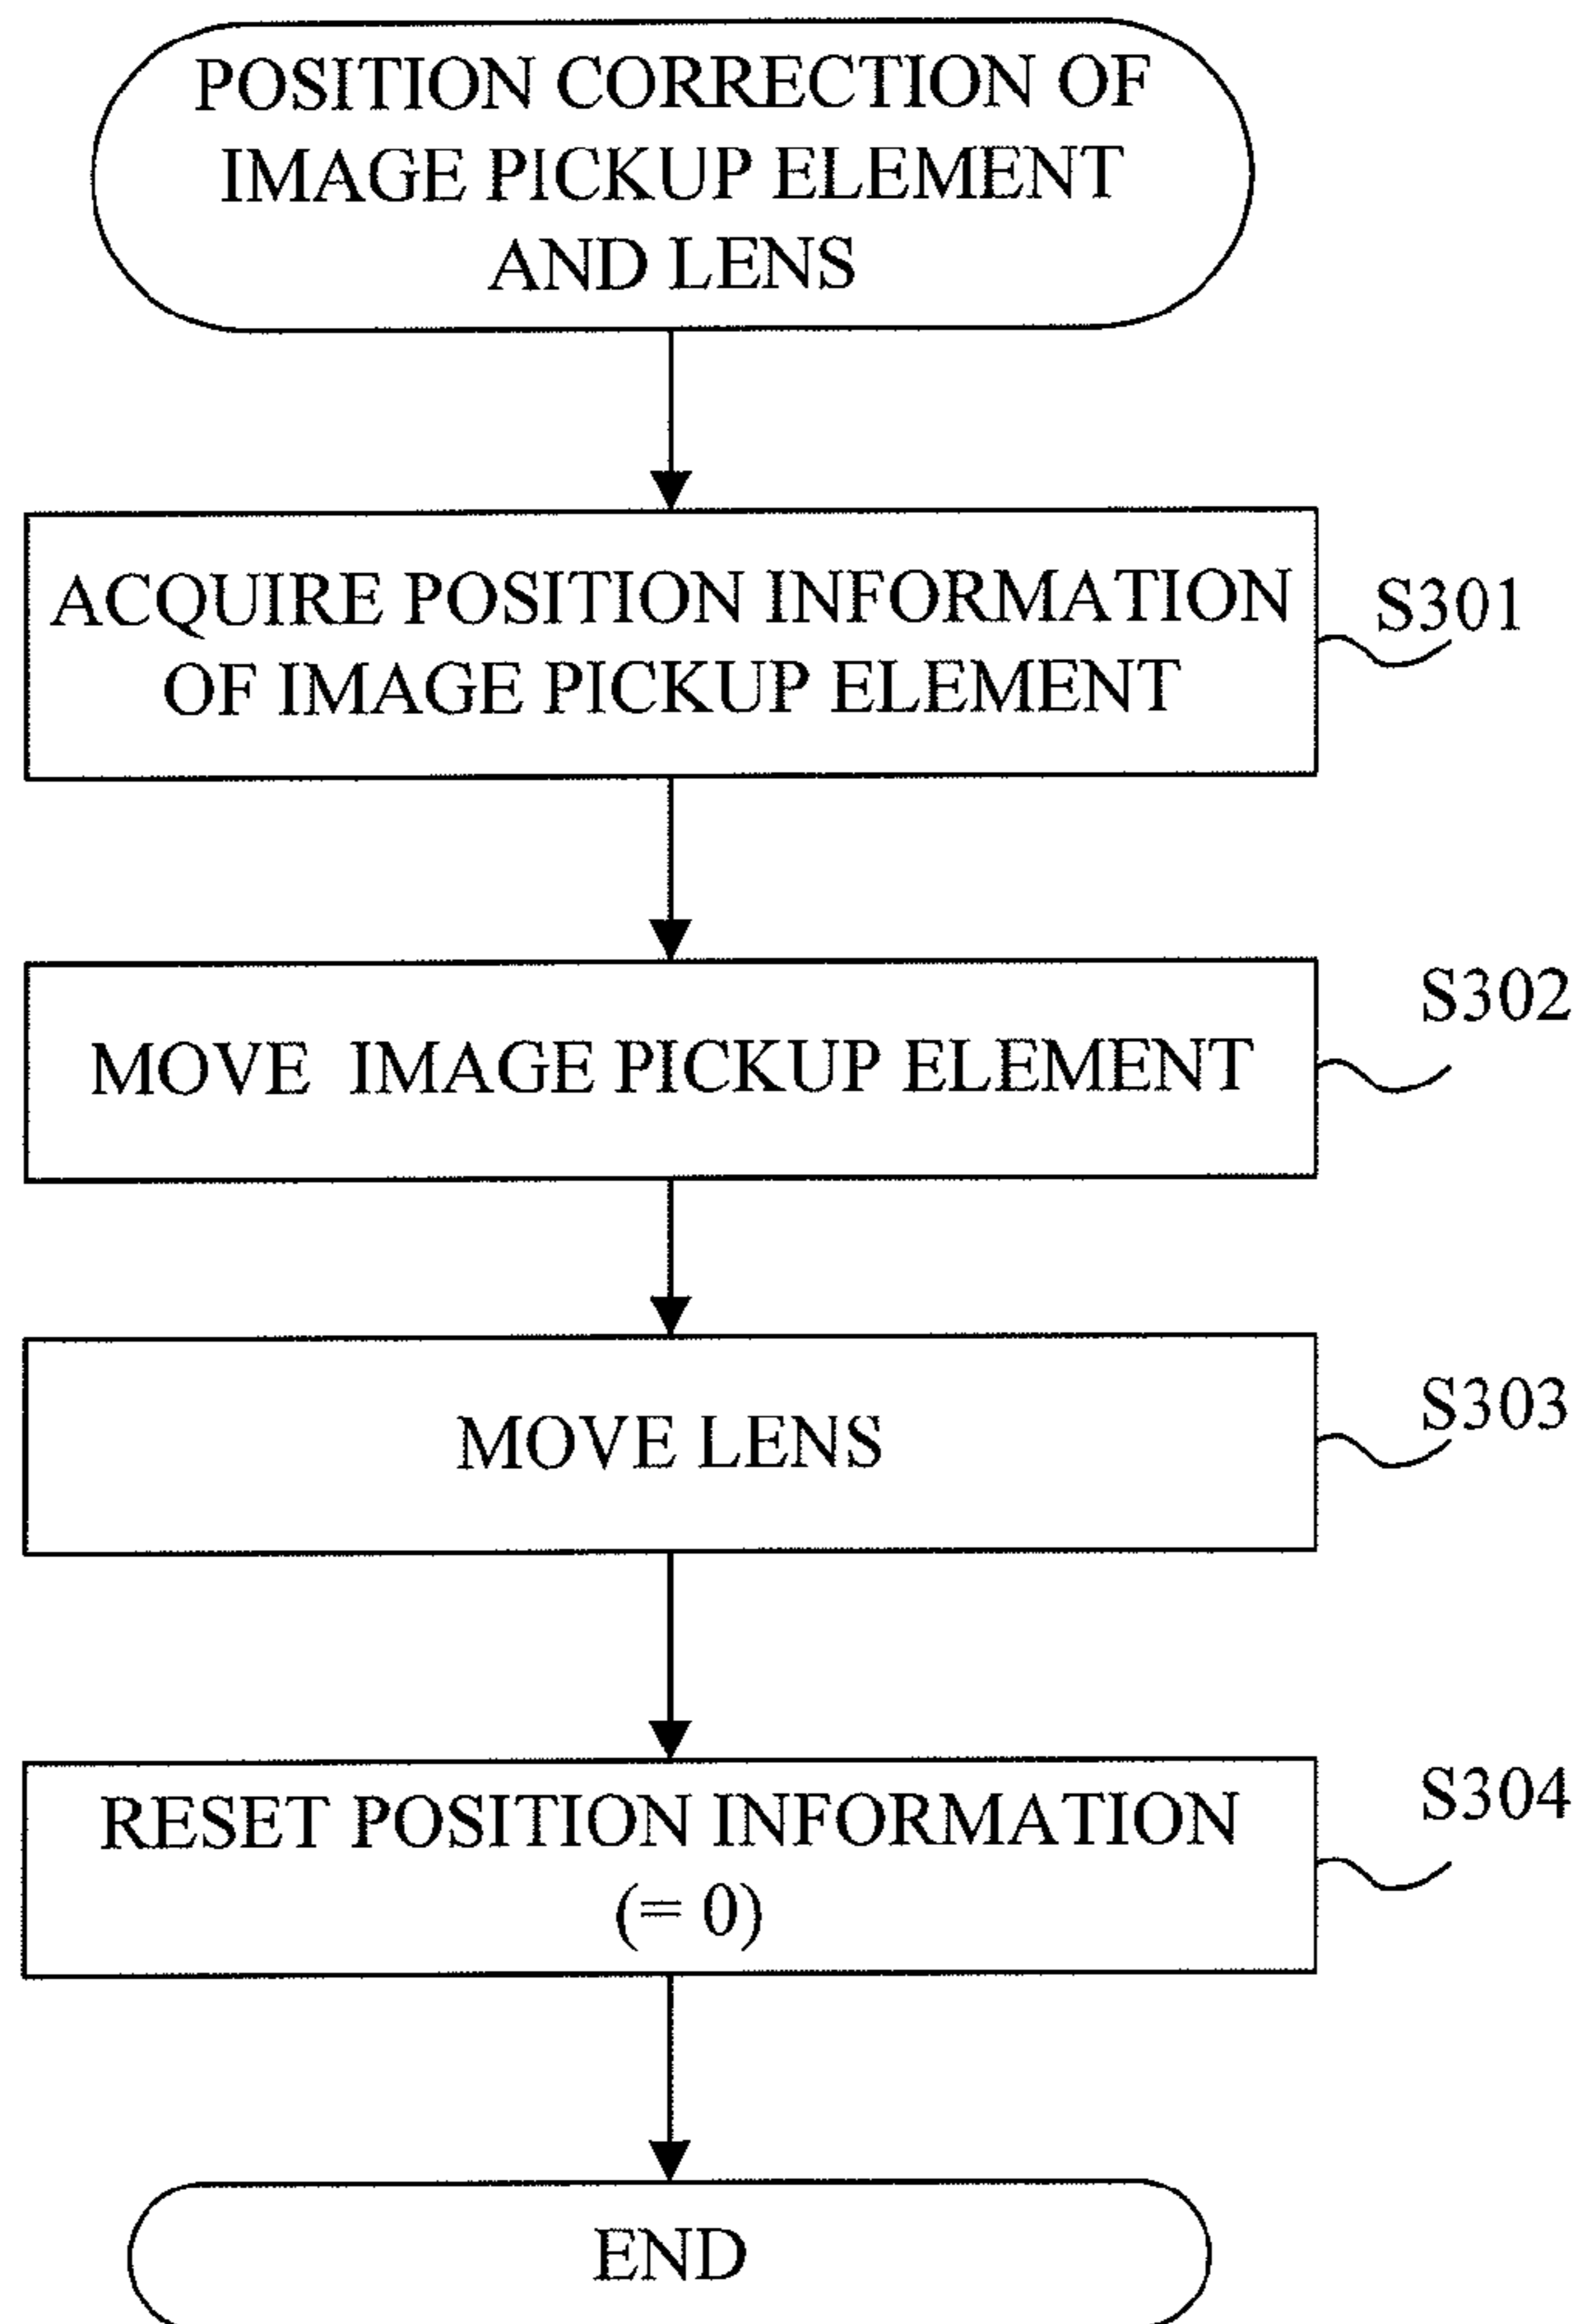 POSITION CORRECTION OF
IMAGE PICKUP ELEMENT
AND LENS
ACQUIRE POSITION INFORMATION
OF IMAGE PICKUP ELEMENT
S301
MOVE IMAGE PICKUP ELEMENT
S302
MOVE LENS
S303
RESET POSITION INFORMATION
(= 0)
S304
END